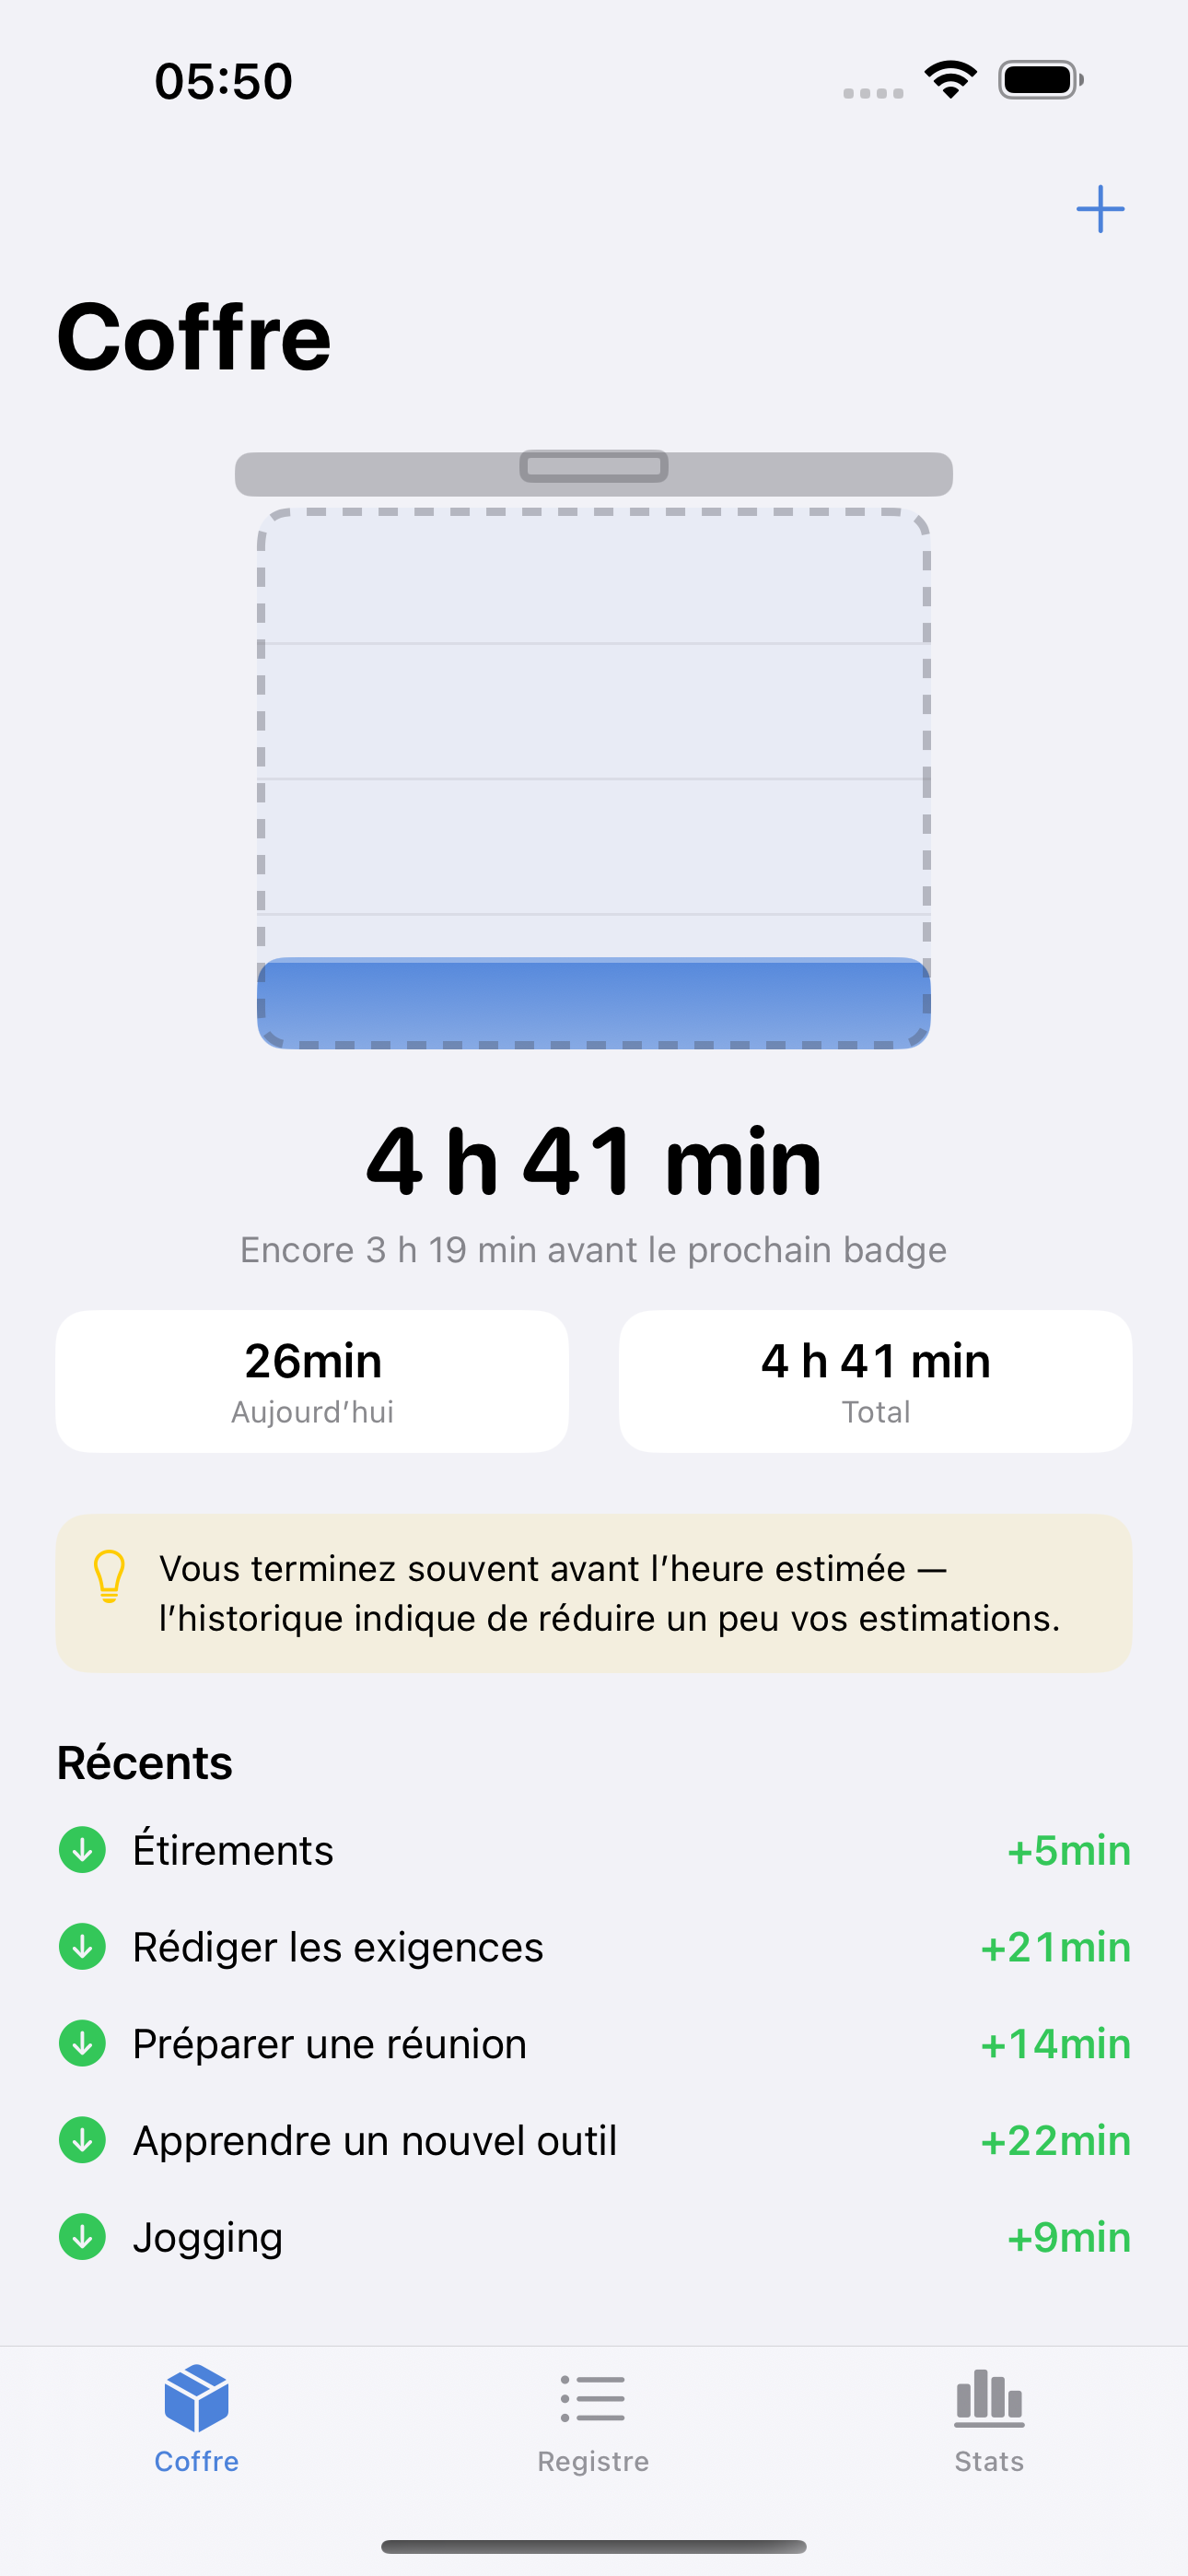 05:50
Coffre
4 h 41 min
Encore 3 h 19 min avant le prochain badge
26min
Aujourd’hui
4 h 41 min
Total
Vous terminez souvent avant l’heure estimée —
l’historique indique de réduire un peu vos estimations.
Récents
Étirements
+5min
Rédiger les exigences
+21min
Préparer une réunion
+14min
Apprendre un nouvel outil
+22min
Jogging
+9min
Coffre
Registre
Stats